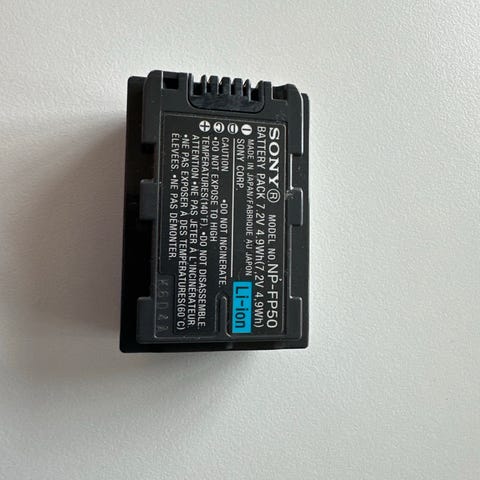 SONY® MODEL NO. NP-FP50
BATTERY PACK 7.2V 4.9Wh(7,2V 4,9Wh)
MADE IN JAPAN/FABRIQUÉ AU JAPON
SONY CORP. Li-ion
CAUTION •DO NOT INCINERATE.
•DO NOT EXPOSE TO HIGH
TEMPERATURES(140°F). •DO NOT DISASSEMBLE.
ATTENTION •NE PAS JETER À L'INCINÉRATEUR.
•NE PAS EXPOSER À DES TEMPÉRATURES(60°C)
ÉLEVÉES. •NE PAS DÉMONTER.